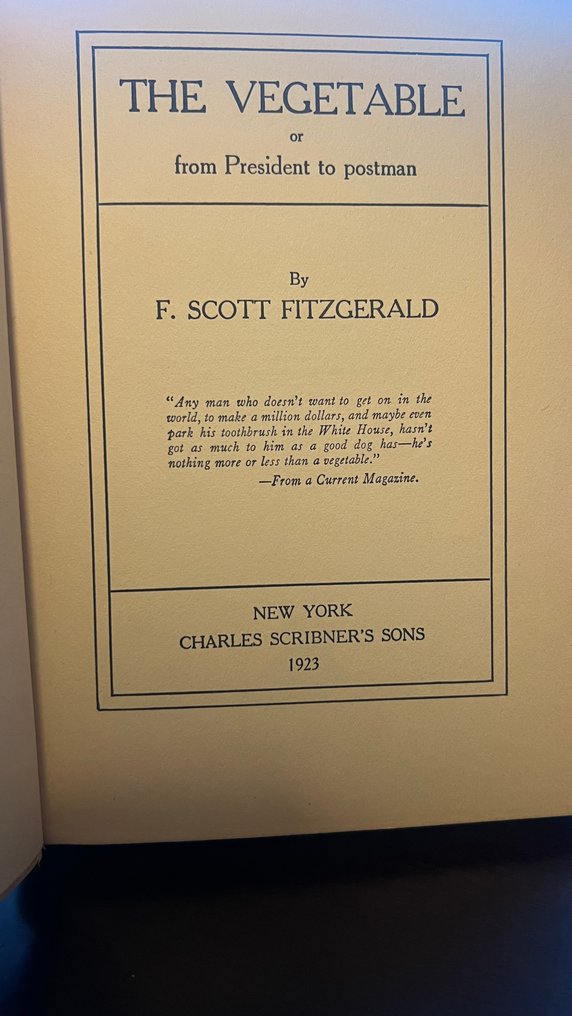 THE VEGETABLE
or
from President to postman
By
F. SCOTT FITZGERALD
“Any man who doesn't want to get on in the
world, to make a million dollars, and maybe even
park his toothbrush in the White House, hasn't
got as much to him as a good dog has—he's
nothing more or less than a vegetable.”
—From a Current Magazine.
NEW YORK
CHARLES SCRIBNER'S SONS
1923